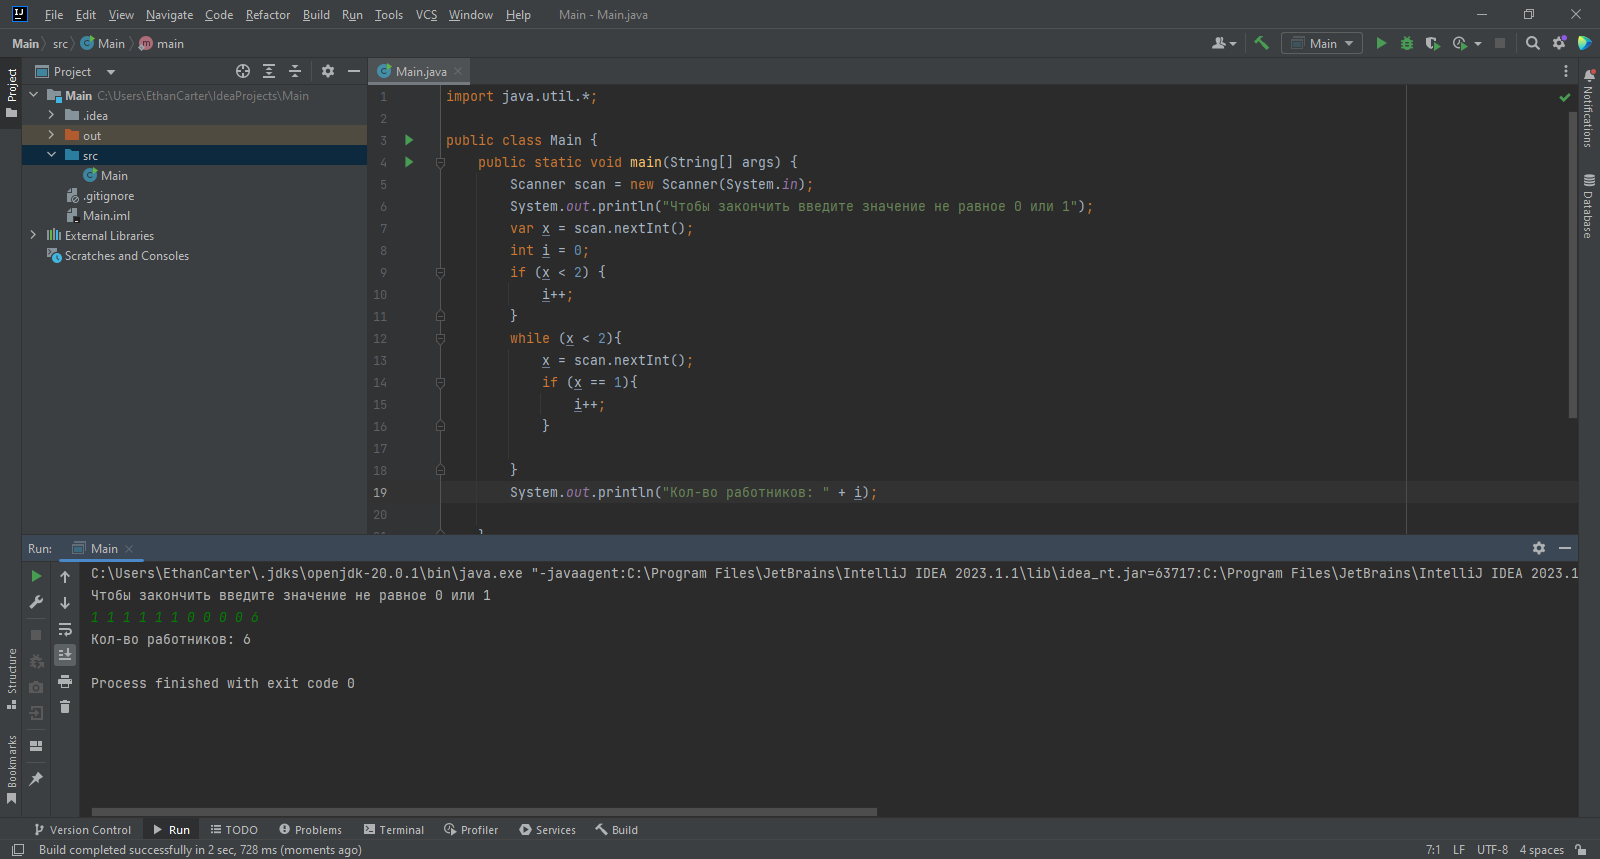 File Edit View Navigate Code Refactor Build Run Tools VCS Window Help Main - Main.java
Main src Main main
Main
Project
Main.java
Main C:\Users\EthanCarter\IdeaProjects\Main
.idea
out
src
Main
.gitignore
Main.iml
External Libraries
Scratches and Consoles
1 import java.util.*;
2
3 public class Main {
4 public static void main(String[] args) {
5 Scanner scan = new Scanner(System.in);
6 System.out.println("Чтобы закончить введите значение не равное 0 или 1");
7 var x = scan.nextInt();
8 int i = 0;
9 if (x < 2) {
10 i++;
11 }
12 while (x < 2){
13 x = scan.nextInt();
14 if (x == 1){
15 i++;
16 }
17
18 }
19 System.out.println("Кол-во работников: " + i);
20
Project
Structure
Bookmarks
Notifications
Database
Run: Main
C:\Users\EthanCarter\.jdks\openjdk-20.0.1\bin\java.exe "-javaagent:C:\Program Files\JetBrains\IntelliJ IDEA 2023.1.1\lib\idea_rt.jar=63717:C:\Program Files\JetBrains\IntelliJ IDEA 2023.1
Чтобы закончить введите значение не равное 0 или 1
1 1 1 1 1 1 0 0 0 0 6
Кол-во работников: 6
Process finished with exit code 0
Version Control Run TODO Problems Terminal Profiler Services Build
Build completed successfully in 2 sec, 728 ms (moments ago)
7:1 LF UTF-8 4 spaces